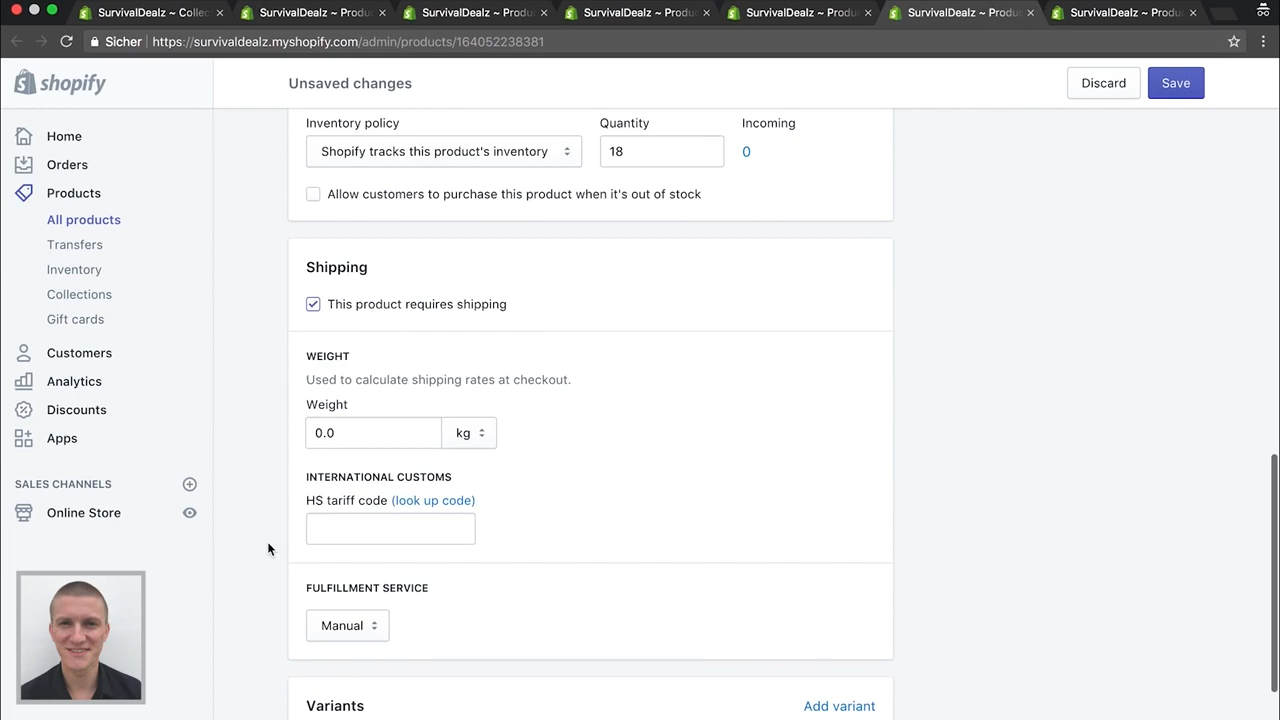 SurvivalDealz ~ Collec
SurvivalDealz ~ Produ
SurvivalDealz ~ Produ
SurvivalDealz ~ Produ
SurvivalDealz ~ Produ
SurvivalDealz ~ Produ
SurvivalDealz ~ Produ
Sicher
https://survivaldealz.myshopify.com/admin/products/164052238381
shopify
Unsaved changes
Discard
Save
Home
Orders
Products
All products
Transfers
Inventory
Collections
Gift cards
Customers
Analytics
Discounts
Apps
SALES CHANNELS
Online Store
Inventory policy
Quantity
Incoming
Shopify tracks this product's inventory
18
0
Allow customers to purchase this product when it's out of stock
Shipping
This product requires shipping
WEIGHT
Used to calculate shipping rates at checkout.
Weight
0.0
kg
INTERNATIONAL CUSTOMS
HS tariff code (look up code)
FULFILLMENT SERVICE
Manual
Variants
Add variant